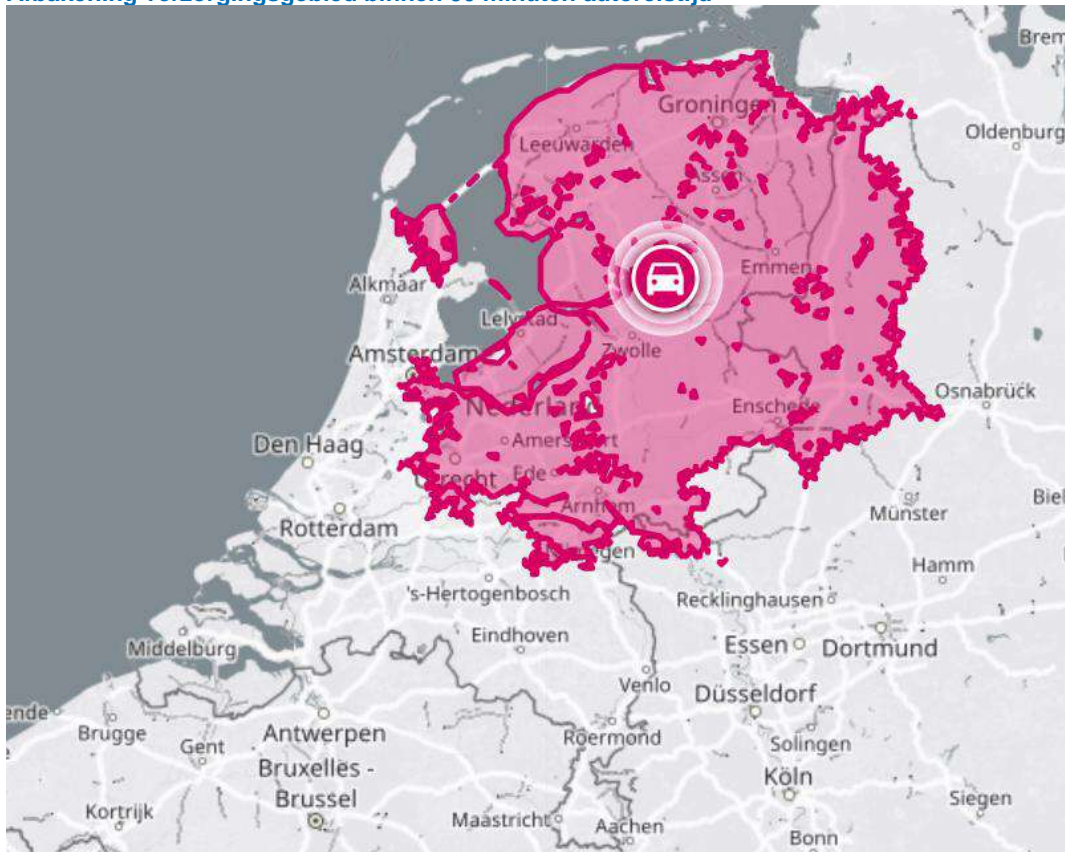 Brem
Groningen
Oldenburg
Leeuwarden
Assen
Emmen
Alkmaar
Lelystad
Zwolle
Amsterdam
Osnabrück
Nederland
Enschede
Den Haag
Amersfoort
Utrecht
Ede
Arnhem
Münster
Biel
Rotterdam
Nijmegen
Hamm
's-Hertogenbosch
Recklinghausen
Middelburg
Eindhoven
Essen
Dortmund
Venlo
Düsseldorf
ende
Brugge
Antwerpen
Roermond
Solingen
Gent
Bruxelles -
Brussel
Köln
Kortrijk
Maastricht
Aachen
Siegen
Bonn